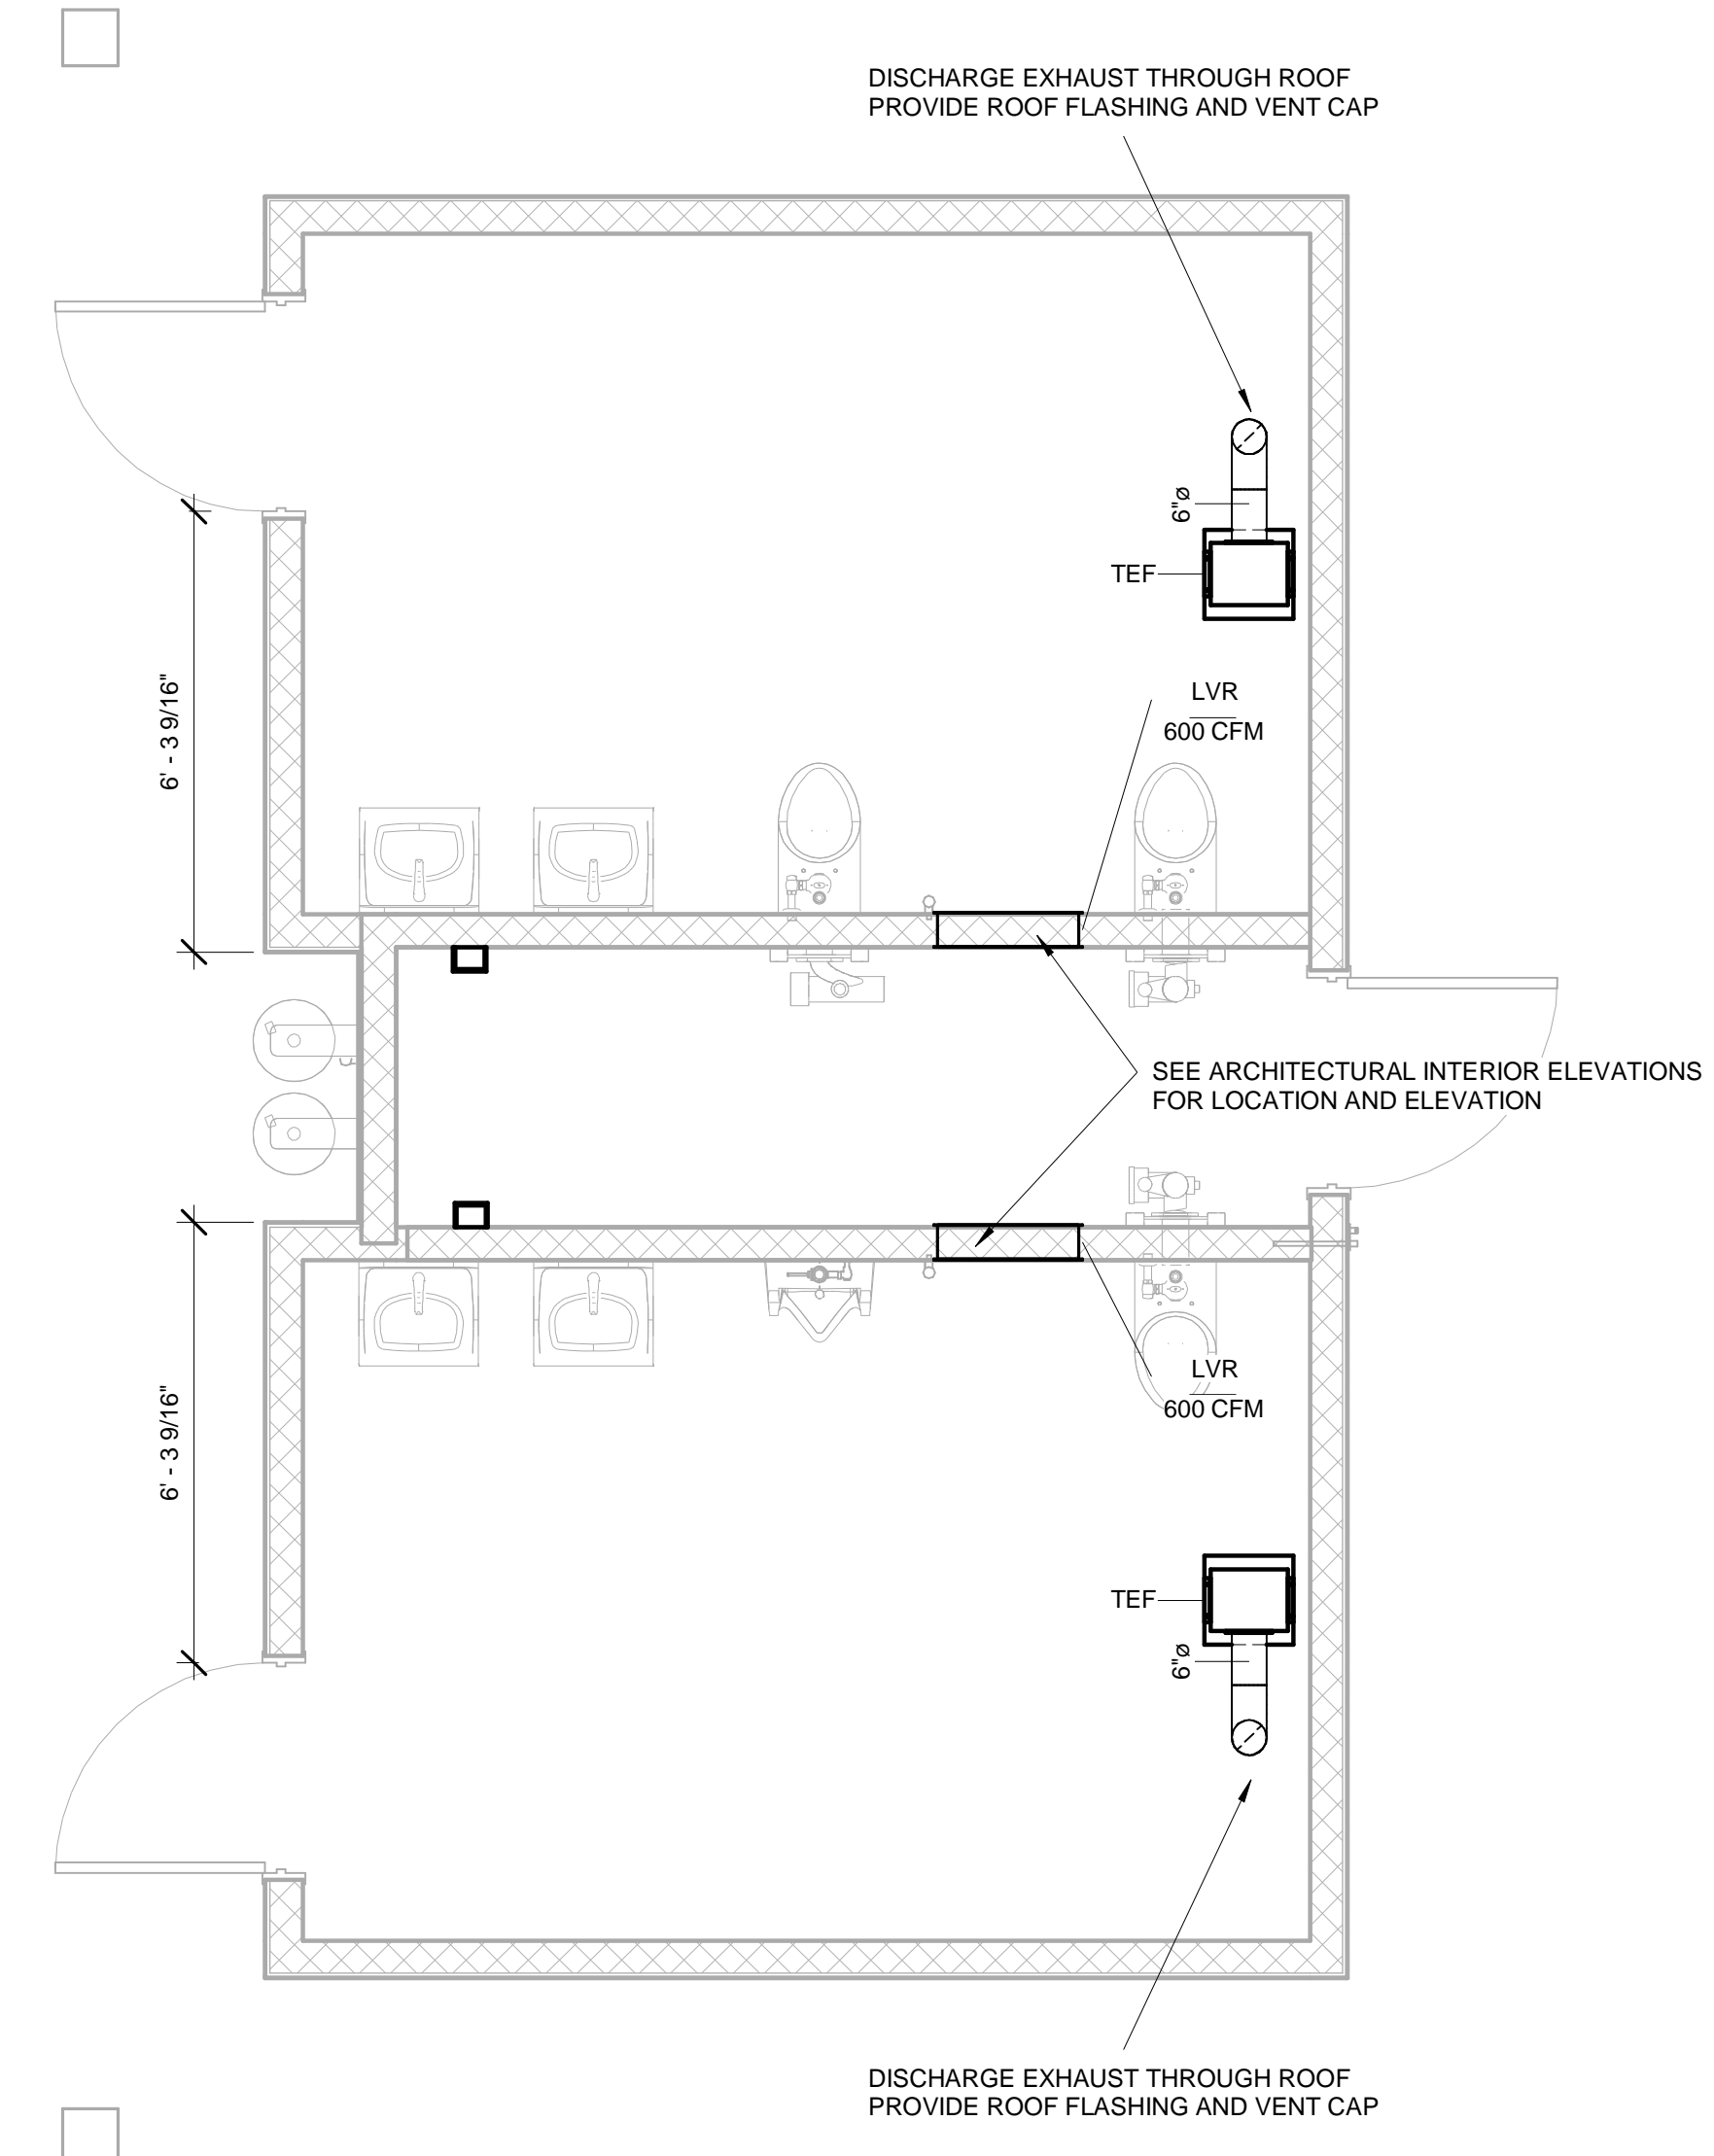 DISCHARGE EXHAUST THROUGH ROOF
PROVIDE ROOF FLASHING AND VENT CAP
6"ø
TEF
6' - 3 9/16"
LVR
600 CFM
SEE ARCHITECTURAL INTERIOR ELEVATIONS
FOR LOCATION AND ELEVATION
6' - 3 9/16"
LVR
600 CFM
TEF
6"ø
DISCHARGE EXHAUST THROUGH ROOF
PROVIDE ROOF FLASHING AND VENT CAP